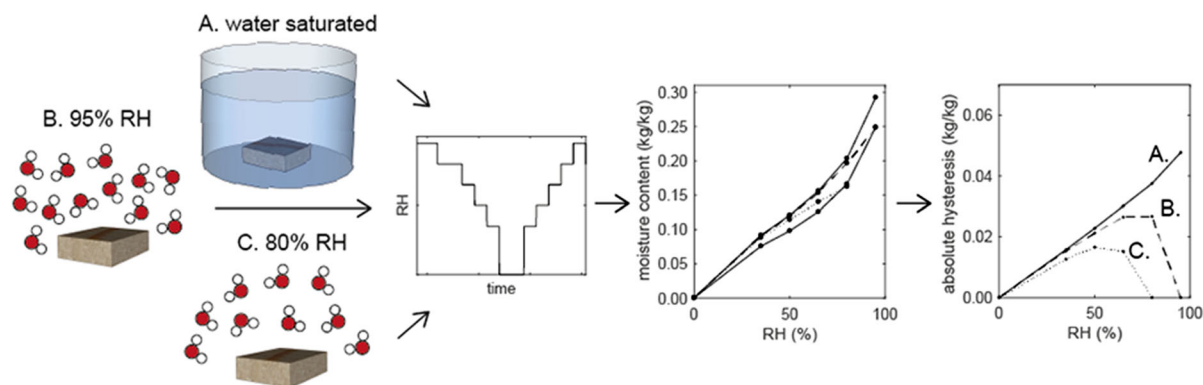 A. water saturated
B. 95% RH
C. 80% RH
RH
time
moisture content (kg/kg)
0.30
0.25
0.20
0.15
0.10
0.05
0.00
0
50
100
RH (%)
absolute hysteresis (kg/kg)
0.06
0.04
0.02
0.00
A.
B.
C.
0
50
100
RH (%)